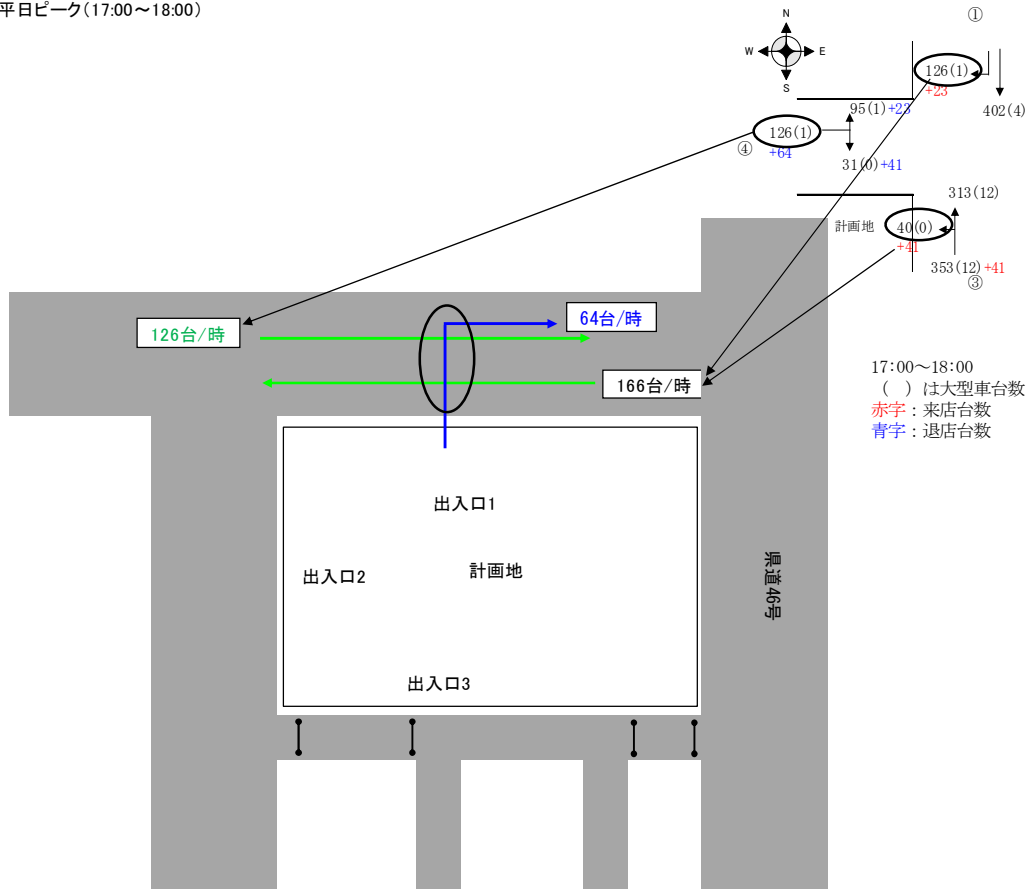 平日ピーク(17:00～18:00)
①
N
W
E
S
126(1)
+23
402(4)
95(1)+23
126(1)
④
+64
31(0)+41
313(12)
計画地
40(0)
+41
353(12)+41
③
64台/時
126台/時
166台/時
17:00～18:00
( )は大型車台数
赤字：来店台数
青字：退店台数
出入口1
出入口2
計画地
県道46号
出入口3